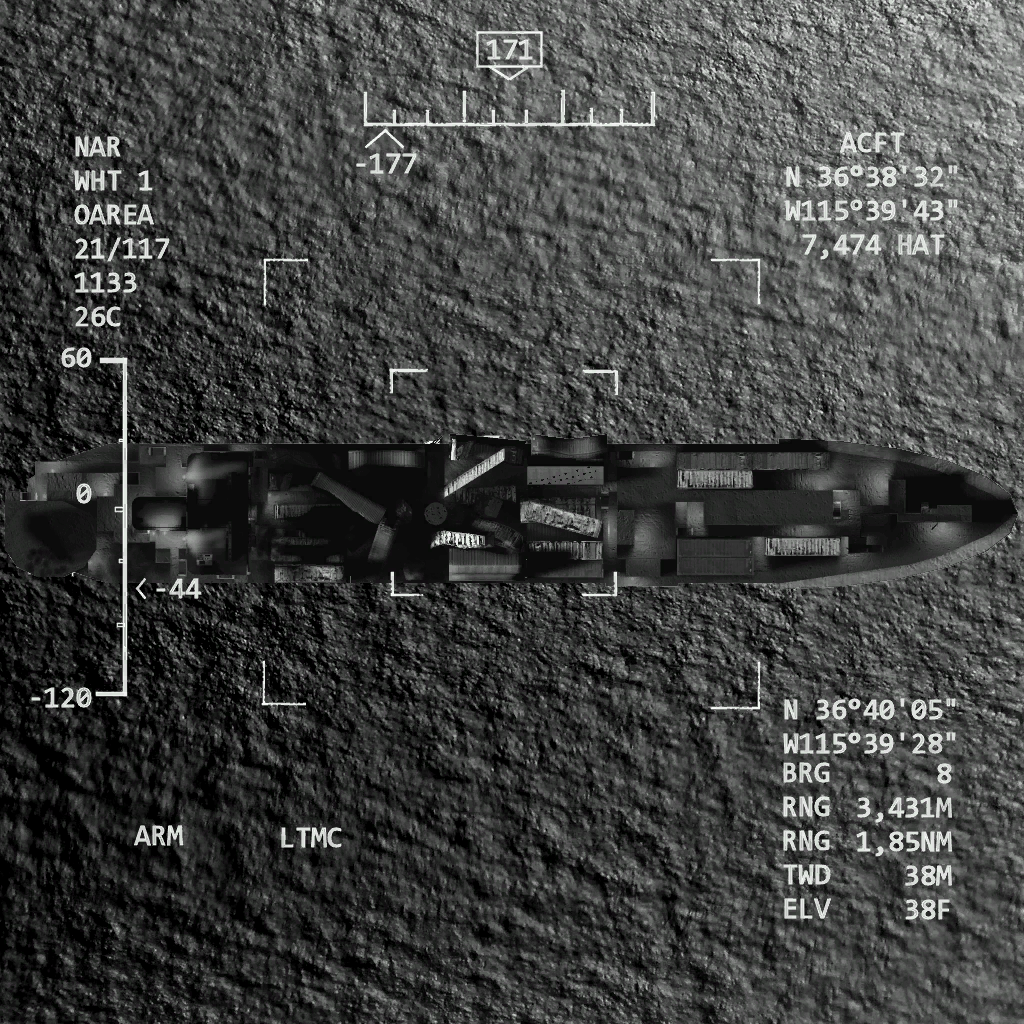 171
-177
NAR
WHT 1
OAREA
21/117
1133
26C
ACFT
N 36°38'32"
W115°39'43"
7,474 HAT
60
0
<-44
-120
N 36°40'05"
W115°39'28"
BRG 8
RNG 3,431M
RNG 1,85NM
TWD 38M
ELV 38F
ARM LTMC